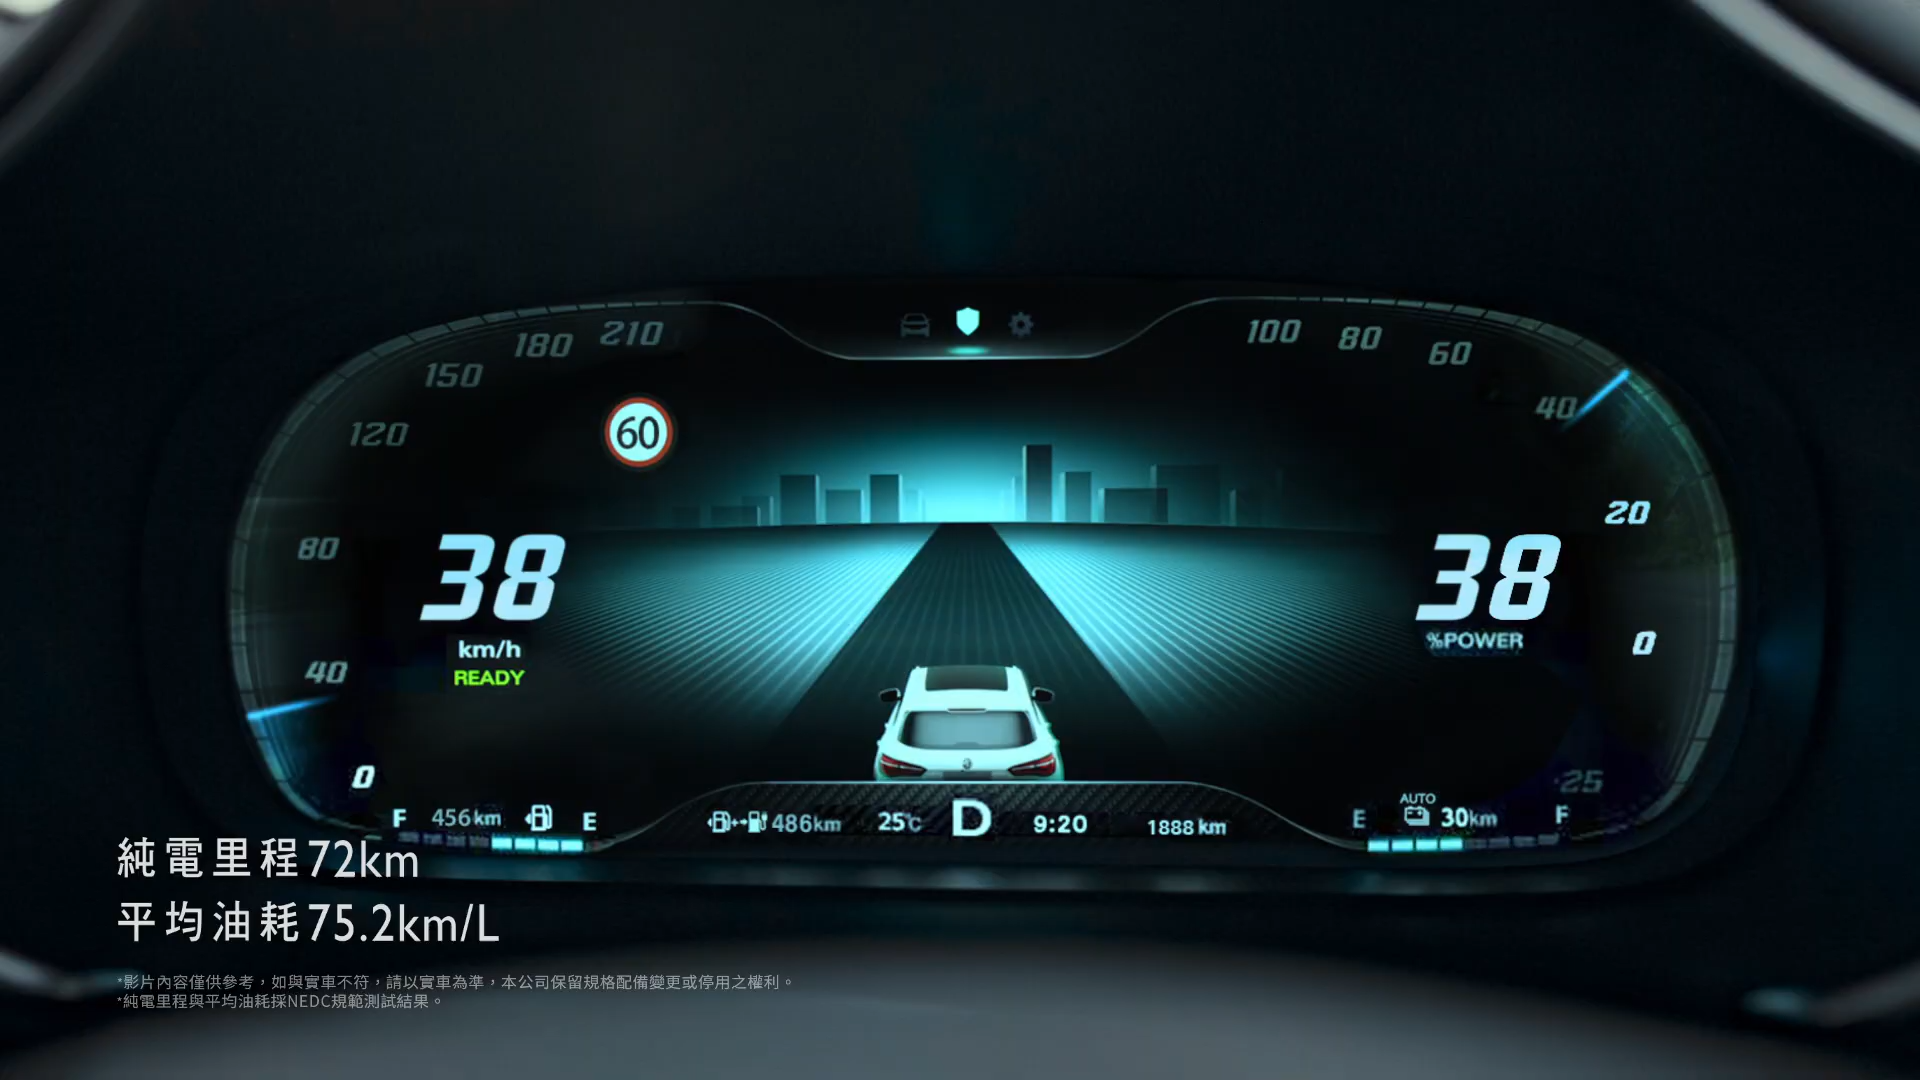 210
180
150
120
80
40
0
60
38
km/h
READY
100
80
60
40
20
0
-25
38
%POWER
F 456km E
486km 25°C D 9:20 1888 km
AUTO
E 30km F
純電里程72km
平均油耗75.2km/L
*影片內容僅供參考，如與實車不符，請以實車為準，本公司保留規格配備變更或停用之權利。
*純電里程與平均油耗採NEDC規範測試結果。